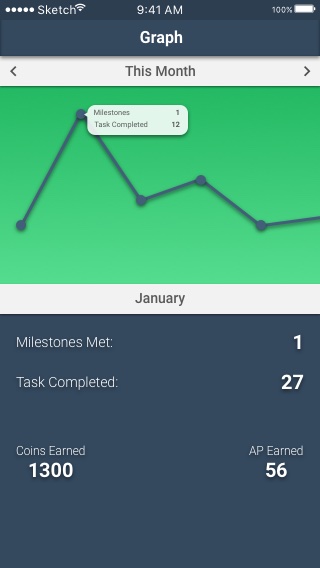 Sketch 9:41 AM 100%
Graph
This Month
Milestones 1
Task Completed 12
January
Milestones Met: 1
Task Completed: 27
Coins Earned AP Earned
1300 56